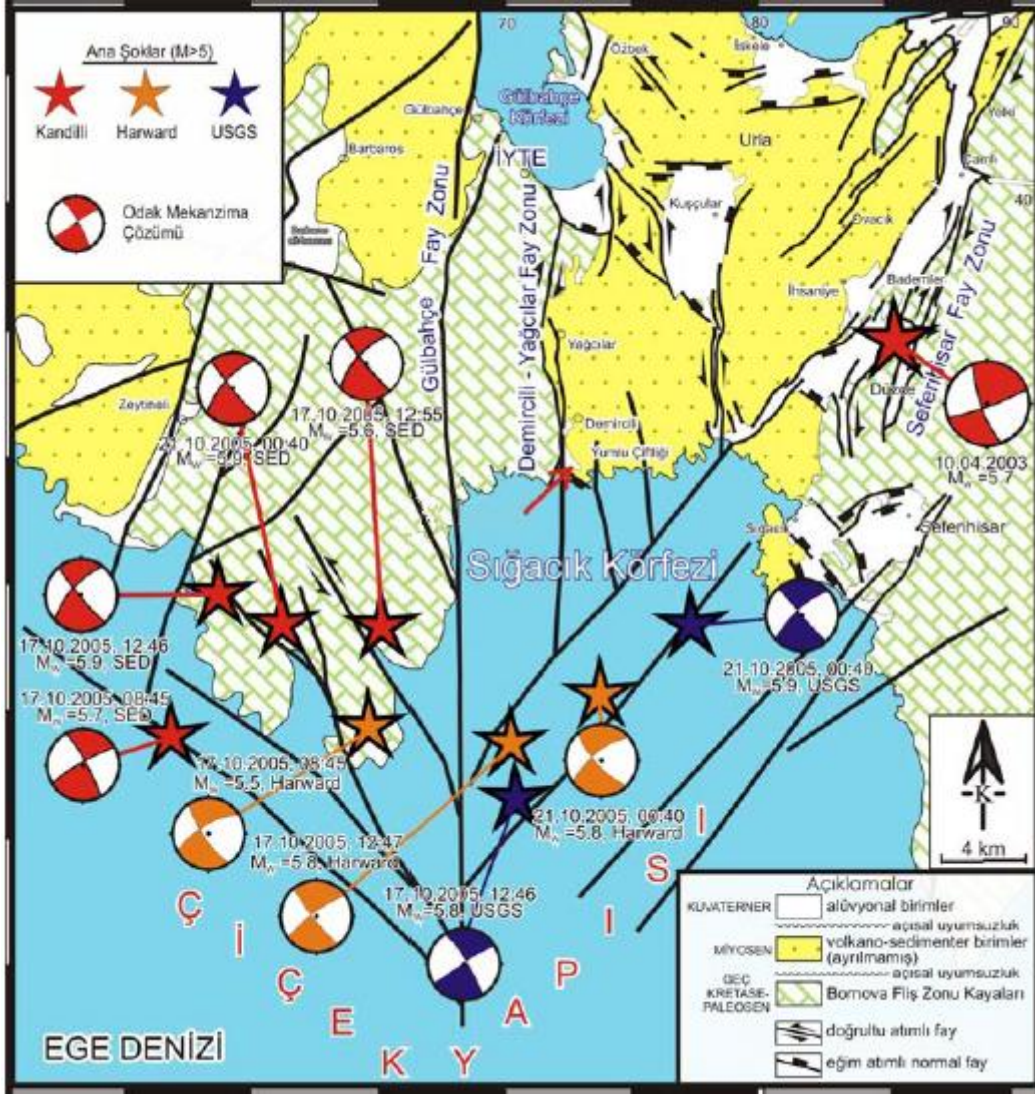 70
80
90
40
Ana Şoklar (M>5)
Kandilli
Harward
USGS
Odak Mekanzima
Çözümü
Özbek
İskele
Gülbahçe
Gülbahçe
Körfezi
Barbaros
İYTE
Urla
Yelki
Çamlı
Kuşçular
Ovacık
İhsaniye
Bademler
Gülbahçe Fay Zonu
Demircili - Yağcılar Fay Zonu
Seferihisar Fay Zonu
Yağcılar
Düzce
Zeytineli
21.10.2005, 00:40
Mw=5.9, SED
17.10.2005, 12:55
Mw=5.6, SED
Demircili
Yumlu Çiftliği
10.04.2003
Mw=5.7
Sığacık
Seferihisar
Sığacık Körfezi
17.10.2005, 12:46
Mw=5.9, SED
17.10.2005, 08:45
Mw=5.7, SED
21.10.2005, 00:40
Mw=5.9, USGS
17.10.2005, 08:45
Mw=5.5, Harward
17.10.2005, 12:47
Mw=5.8, Harward
21.10.2005, 00:40
Mw=5.8, Harward
17.10.2005, 12:46
Mw=5.8, USGS
ÇİÇEK YAPISI
EGE DENİZİ
K
4 km
Açıklamalar
KUVATERNER
alüvyonal birimler
açısal uyumsuzluk
MİYOSEN
volkano-sedimenter birimler
(ayrılmamış)
açısal uyumsuzluk
GEÇ
KRETASE-
PALEOSEN
Bornova Fliş Zonu Kayaları
doğrultu atımlı fay
eğim atımlı normal fay